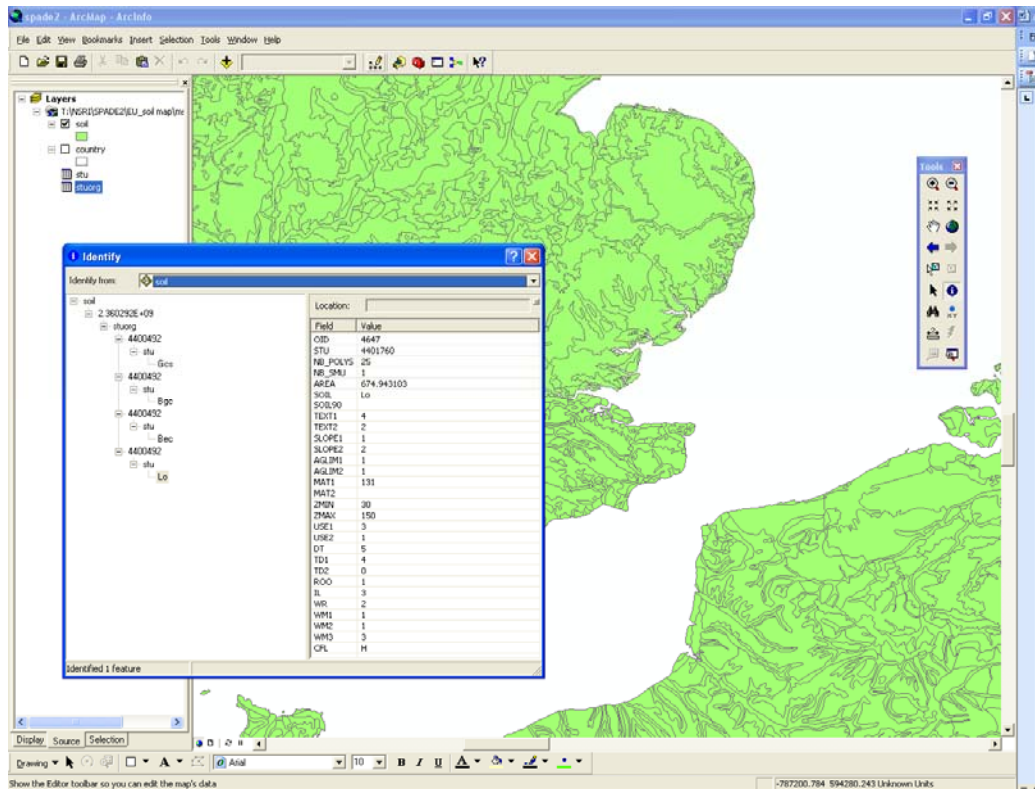 spade2 - ArcMap - ArcInfo
File Edit View Bookmarks Insert Selection Tools Window Help
Layers
T:\NSRI\SPADE2\EU_soil map\
soil
country
stu
stuorg
Tools
Identify
Identify from: soil
soil
2.360292E+09
stuorg
4400492
stu
Gcs
4400492
stu
Bgc
4400492
stu
Bec
4400492
stu
Lo
Location:
Field Value
OID 4647
STU 4401760
NB_POLYS 25
NB_SMU 1
AREA 674.943103
SOIL Lo
SOIL90
TEXT1 4
TEXT2 2
SLOPE1 1
SLOPE2 2
AGLIM1 1
AGLIM2 1
MAT1 131
MAT2
ZMIN 30
ZMAX 150
USE1 3
USE2 1
DT 5
TD1 4
TD2 0
ROO 1
IL 3
WR 2
WM1 1
WM2 1
WM3 3
CFL H
Identified 1 feature
Display Source Selection
Drawing A Arial 10 B I U A
Show the Editor toolbar so you can edit the map's data
-787200.784 594280.243 Unknown Units